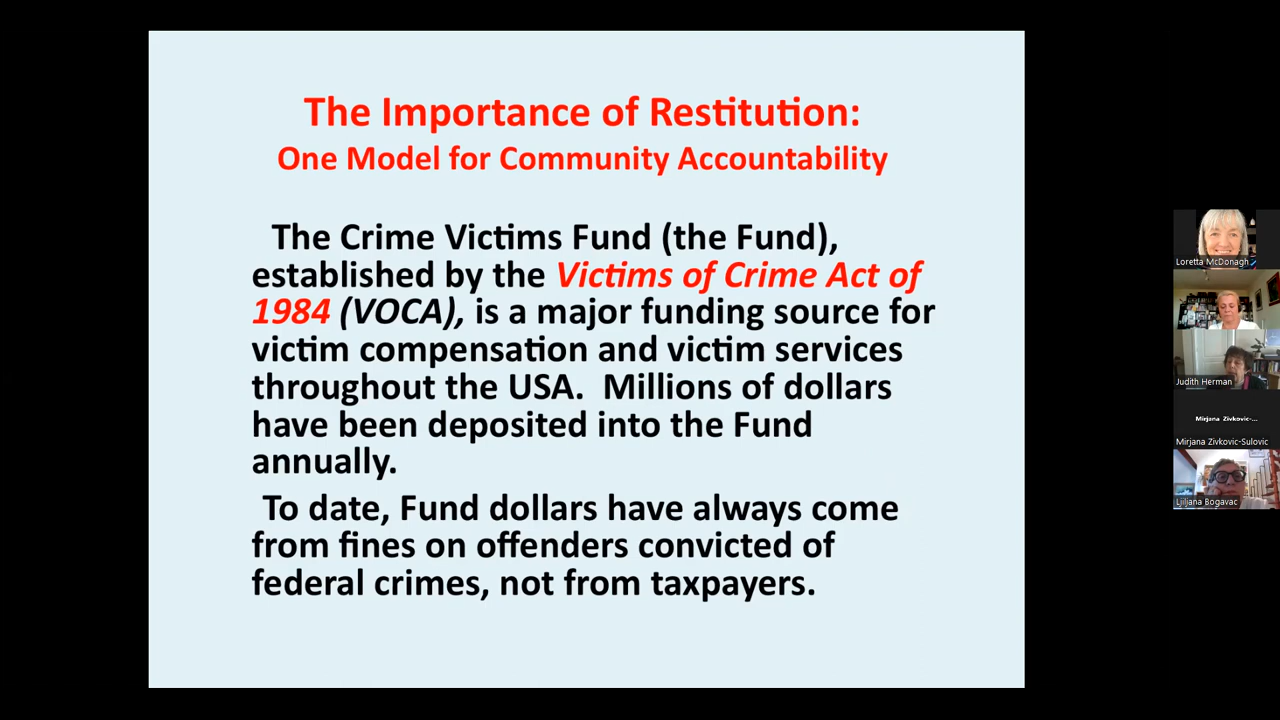 The Importance of Restitution:
One Model for Community Accountability
The Crime Victims Fund (the Fund),
established by the Victims of Crime Act of
1984 (VOCA), is a major funding source for
victim compensation and victim services
throughout the USA. Millions of dollars
have been deposited into the Fund
annually.
To date, Fund dollars have always come
from fines on offenders convicted of
federal crimes, not from taxpayers.
Loretta McDonagh
Judith Herman
Mirjana Zivkovic-...
Mirjana Zivkovic-Sulovic
Ljiljana Bogavac